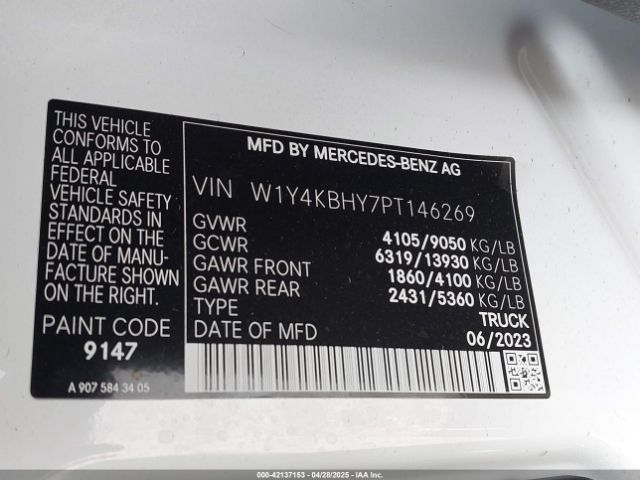 THIS VEHICLE
CONFORMS TO
ALL APPLICABLE
FEDERAL
VEHICLE SAFETY
STANDARDS IN
EFFECT ON THE
DATE OF MANU-
FACTURE SHOWN
ON THE RIGHT.
PAINT CODE
9147
A 907 584 34 05
MFD BY MERCEDES-BENZ AG
VIN W1Y4KBHY7PT146269
GVWR 4105/9050 KG/LB
GCWR 6319/13930 KG/LB
GAWR FRONT 1860/4100 KG/LB
GAWR REAR 2431/5360 KG/LB
TYPE TRUCK
DATE OF MFD 06/2023
000-42137153 - 04/28/2025 - IAAI.COM